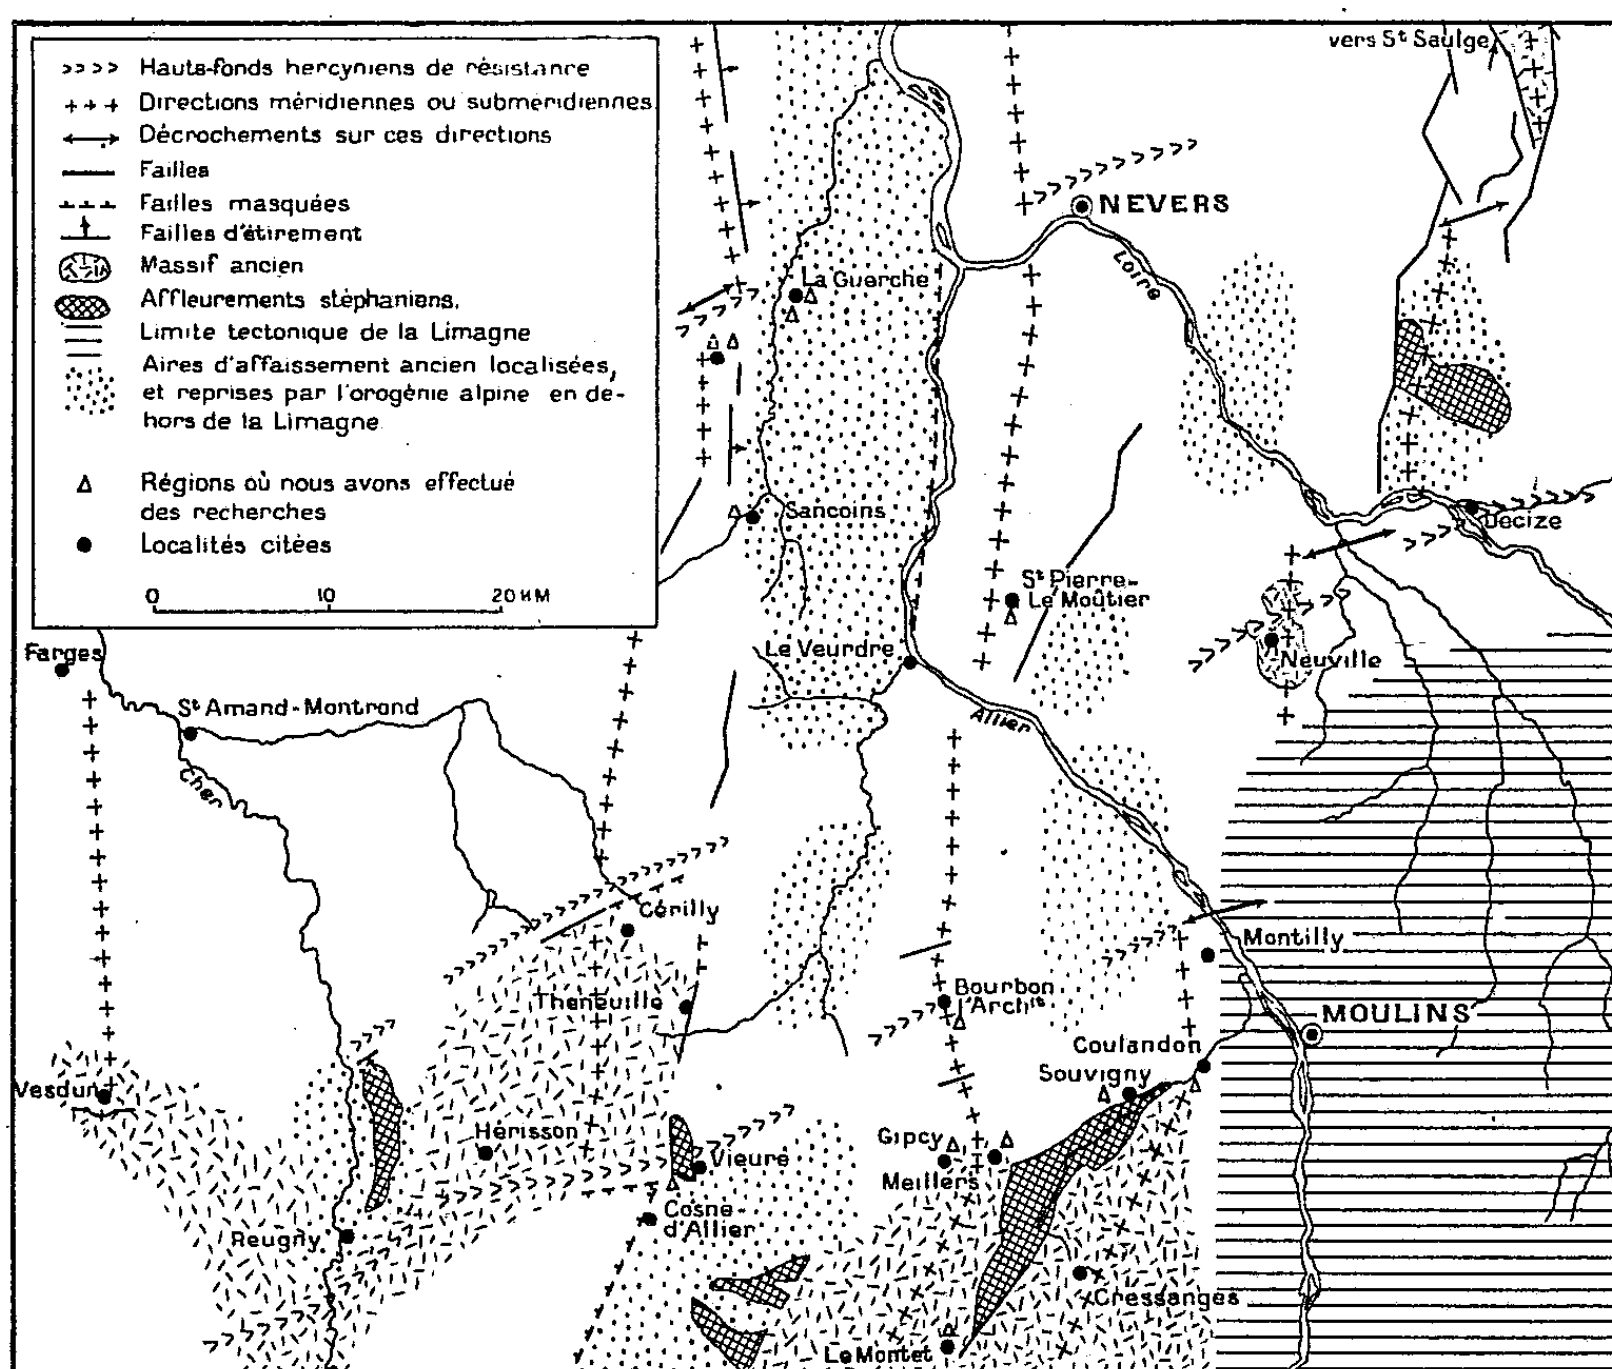 Hauts-fonds hercyniens de résistance
Directions méridiennes ou subméridiennes
Décrochements sur ces directions
Failles
Failles masquées
Failles d'étirement
Massif ancien
Affleurements stéphaniens,
Limite tectonique de la Limagne
Aires d'affaissement ancien localisées,
et reprises par l'orogénie alpine en de-
hors de la Limagne
Régions où nous avons effectué
des recherches
Localités citées
0 10 20 KM
vers St Saulge
NEVERS
Loire
La Guerche
Sancoins
Decize
St Pierre-
Le Moûtier
Neuville
Le Veurdre
Allier
Farges
St Amand-Montrond
Cher
Cérilly
Theneuille
Montilly
Bourbon
l'Archlt
MOULINS
Coulandon
Souvigny
Vesdun
Hérisson
Vieure
Gipcy
Meillers
Cosne-
d'Allier
Reugny
Cressanges
Le Montet